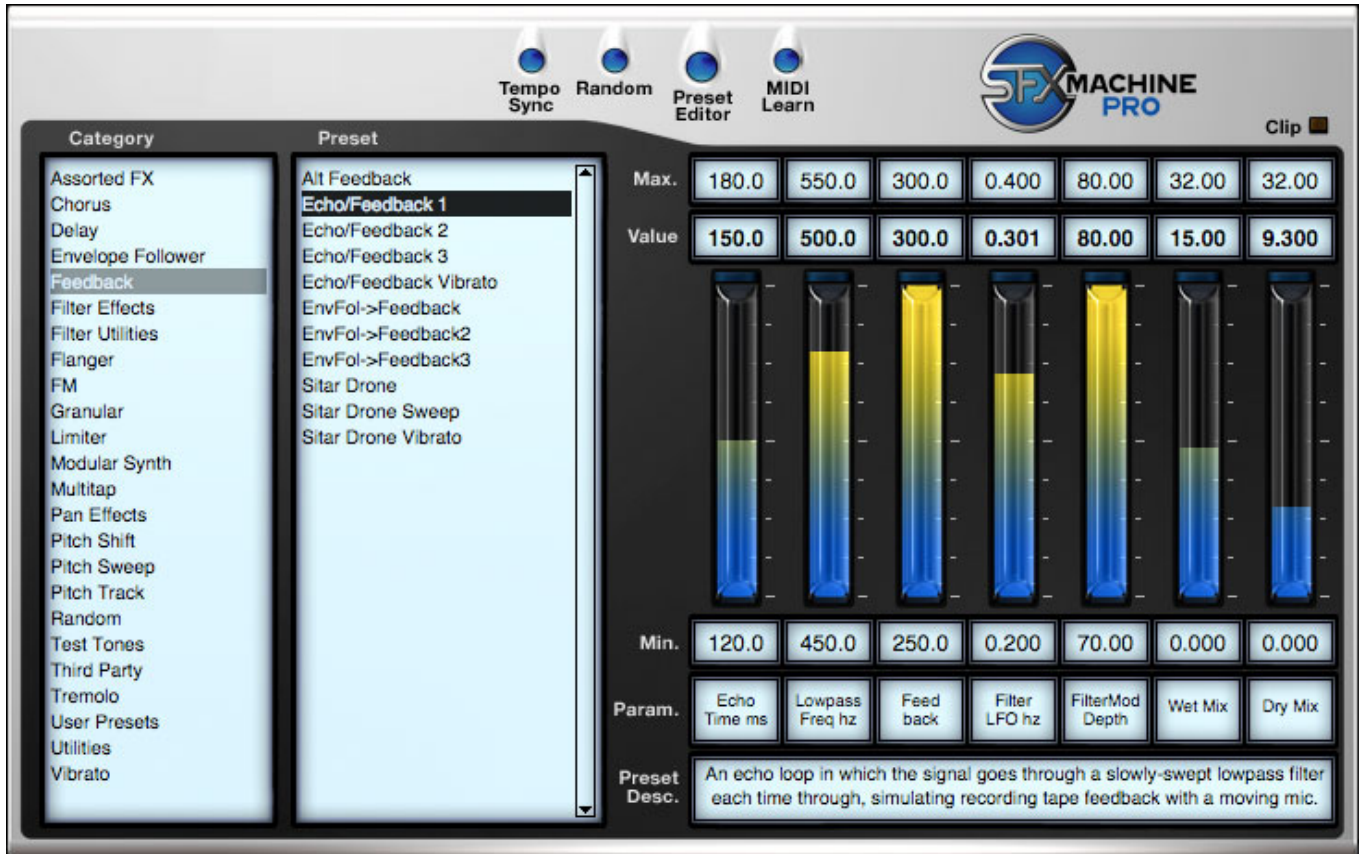 Tempo
Sync
Random
Preset
Editor
MIDI
Learn
SFX MACHINE
PRO
Clip
Category
Preset
Assorted FX
Chorus
Delay
Envelope Follower
Feedback
Filter Effects
Filter Utilities
Flanger
FM
Granular
Limiter
Modular Synth
Multitap
Pan Effects
Pitch Shift
Pitch Sweep
Pitch Track
Random
Test Tones
Third Party
Tremolo
User Presets
Utilities
Vibrato
Alt Feedback
Echo/Feedback 1
Echo/Feedback 2
Echo/Feedback 3
Echo/Feedback Vibrato
EnvFol->Feedback
EnvFol->Feedback2
EnvFol->Feedback3
Sitar Drone
Sitar Drone Sweep
Sitar Drone Vibrato
Max. 180.0 550.0 300.0 0.400 80.00 32.00 32.00
Value 150.0 500.0 300.0 0.301 80.00 15.00 9.300
Min. 120.0 450.0 250.0 0.200 70.00 0.000 0.000
Param.
Echo
Time ms
Lowpass
Freq hz
Feed
back
Filter
LFO hz
FilterMod
Depth
Wet Mix
Dry Mix
Preset
Desc.
An echo loop in which the signal goes through a slowly-swept lowpass filter
each time through, simulating recording tape feedback with a moving mic.